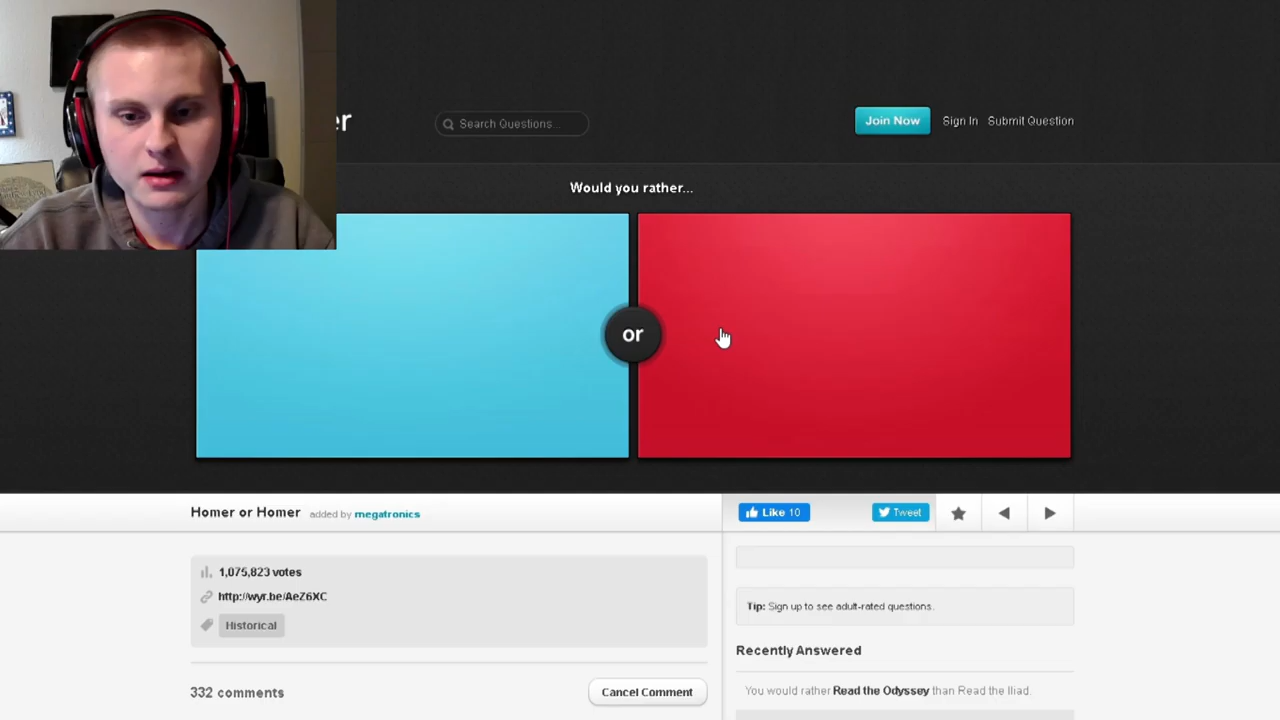 er
Search Questions...
Join Now
Sign In
Submit Question
Would you rather...
or
Homer or Homer added by megatronics
Like 10
Tweet
1,075,823 votes
http://wyr.be/AeZ6XC
Historical
332 comments
Cancel Comment
Tip: Sign up to see adult-rated questions.
Recently Answered
You would rather Read the Odyssey than Read the Iliad.